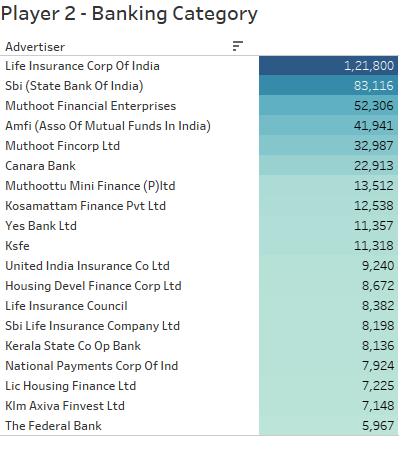 Player 2 - Banking Category
Advertiser
Life Insurance Corp Of India 1,21,800
Sbi (State Bank Of India) 83,116
Muthoot Financial Enterprises 52,306
Amfi (Asso Of Mutual Funds In India) 41,941
Muthoot Fincorp Ltd 32,987
Canara Bank 22,913
Muthoottu Mini Finance (P)ltd 13,512
Kosamattam Finance Pvt Ltd 12,538
Yes Bank Ltd 11,357
Ksfe 11,318
United India Insurance Co Ltd 9,240
Housing Devel Finance Corp Ltd 8,672
Life Insurance Council 8,382
Sbi Life Insurance Company Ltd 8,198
Kerala State Co Op Bank 8,136
National Payments Corp Of Ind 7,924
Lic Housing Finance Ltd 7,225
Klm Axiva Finvest Ltd 7,148
The Federal Bank 5,967